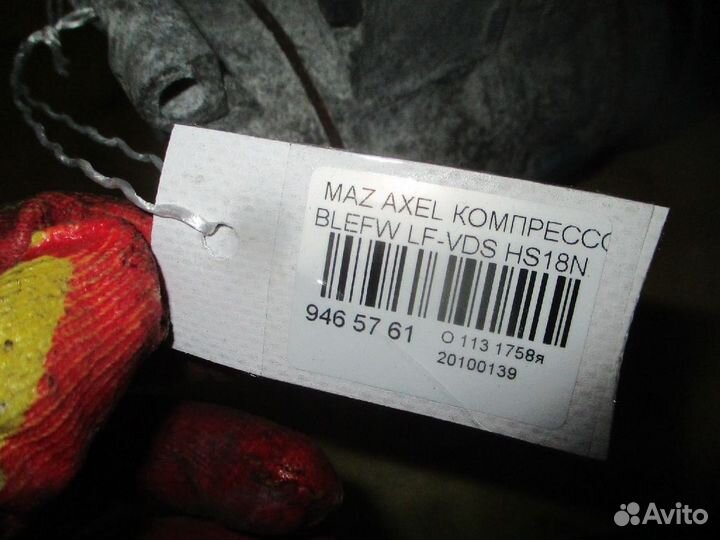 MAZ AXEL КОМПРЕССО
BLEFW LF-VDS HS18N
946 57 61
О 113 1758я
20100139
Avito